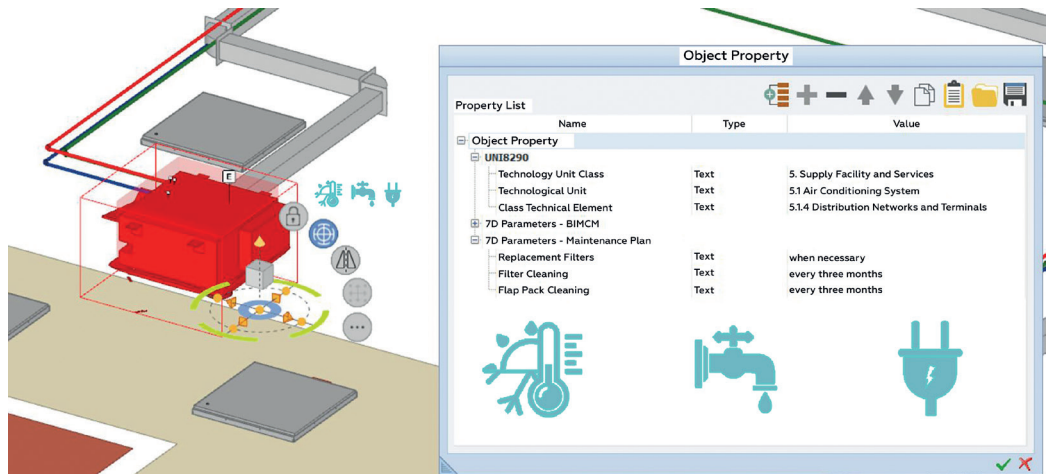 Object Property
Property List
Name Type Value
Object Property
UNI8290
Technology Unit Class Text 5. Supply Facility and Services
Technological Unit Text 5.1 Air Conditioning System
Class Technical Element Text 5.1.4 Distribution Networks and Terminals
7D Parameters - BIMCM
7D Parameters - Maintenance Plan
Replacement Filters Text when necessary
Filter Cleaning Text every three months
Flap Pack Cleaning Text every three months
E